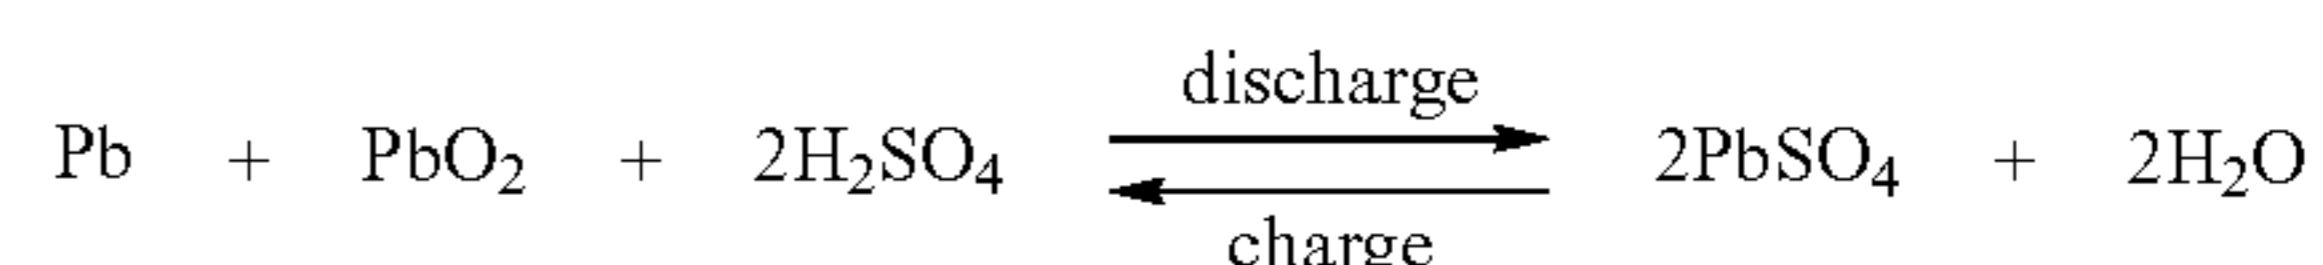 discharge
Pb + PbO₂ + 2H₂SO₄ 2PbSO₄ + 2H₂O
charge